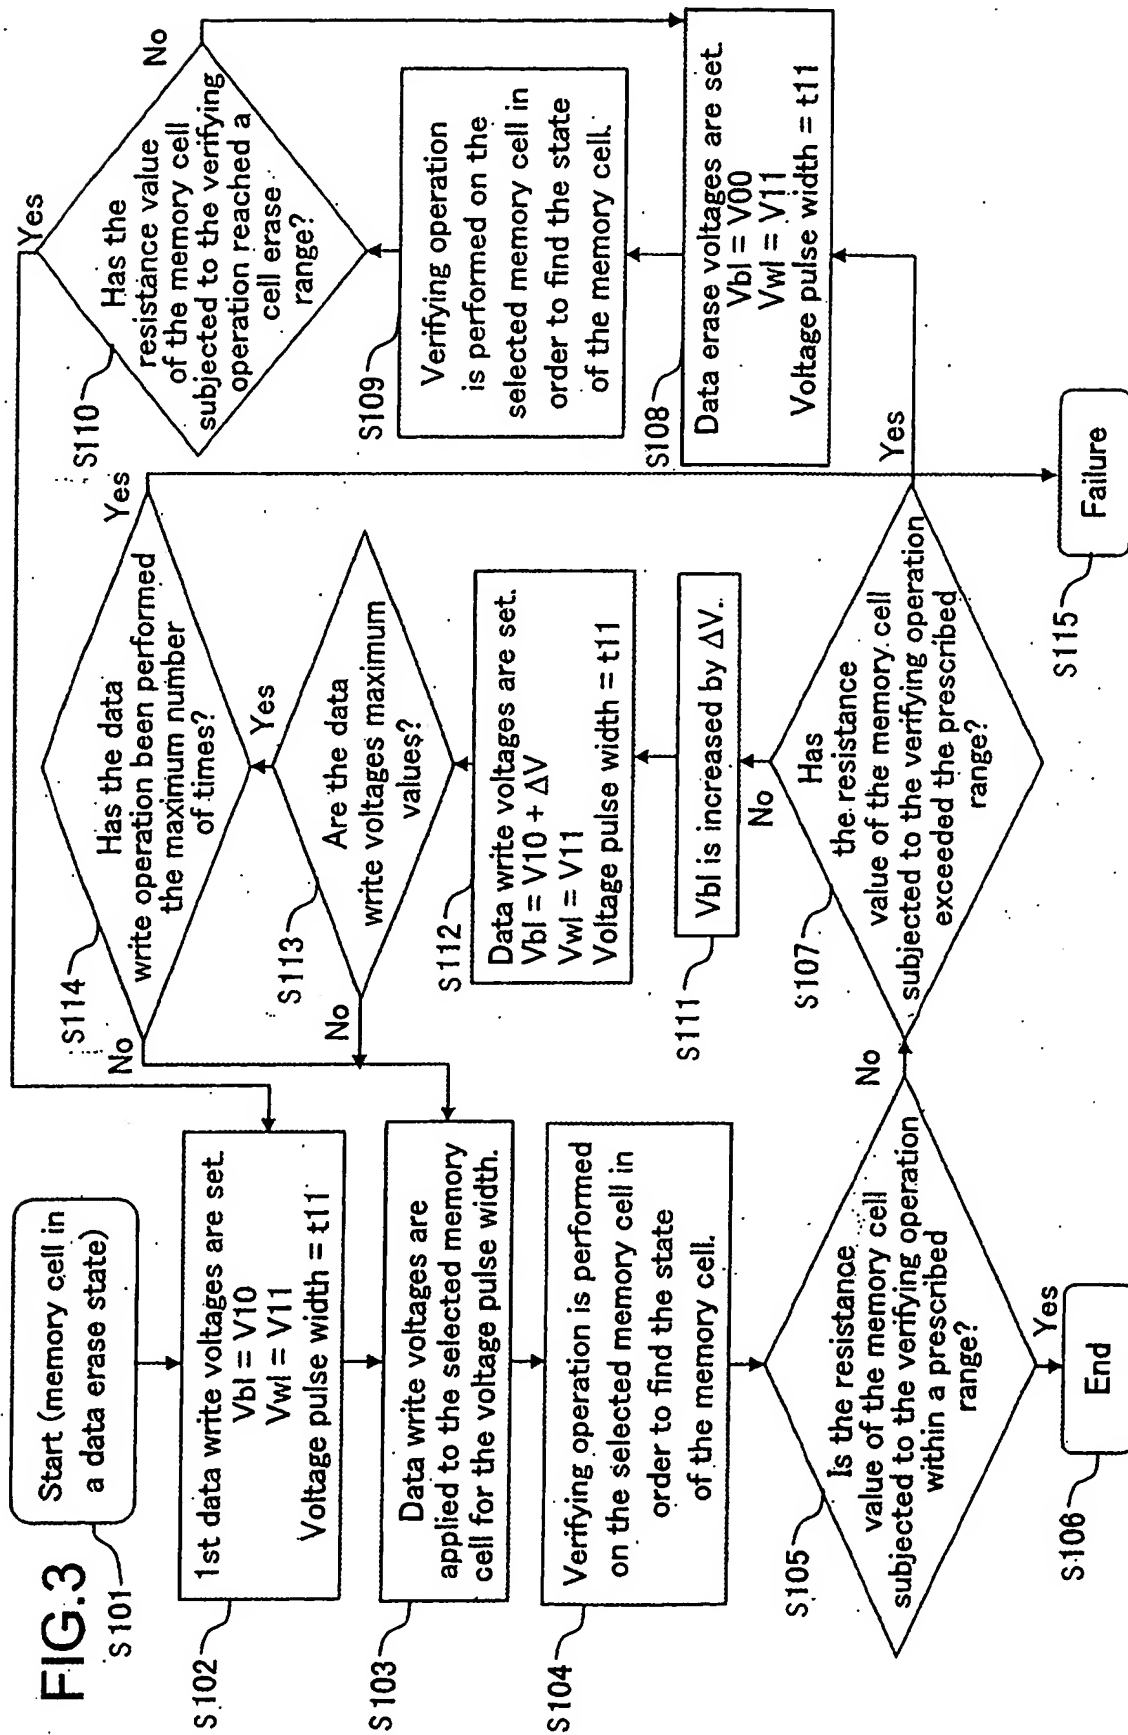 FIG.3
S101
Start (memory cell in
a data erase state)
S102
1st data write voltages are set.
Vbl = V10
Vwl = V11
Voltage pulse width = t11
S103
Data write voltages are
applied to the selected memory
cell for the voltage pulse width.
S104
Verifying operation is performed
on the selected memory cell in
order to find the state
of the memory cell.
S105
Is the resistance
value of the memory cell
subjected to the verifying operation
within a prescribed
range?
Yes
No
S106
End
S107
Has
the resistance
value of the memory cell
subjected to the verifying operation
exceeded the prescribed
range?
No
Yes
S111
Vbl is increased by ΔV.
S112
Data write voltages are set.
Vbl = V10 + ΔV
Vwl = V11
Voltage pulse width = t11
S113
Are the data
write voltages maximum
values?
No
Yes
S114
Has the data
write operation been performed
the maximum number
of times?
No
Yes
S115
Failure
S108
Data erase voltages are set.
Vbl = V00
Vwl = V11
Voltage pulse width = t11
S109
Verifying operation
is performed on the
selected memory cell in
order to find the state
of the memory cell.
S110
Has the
resistance value
of the memory cell
subjected to the verifying
operation reached a
cell erase
range?
Yes
No